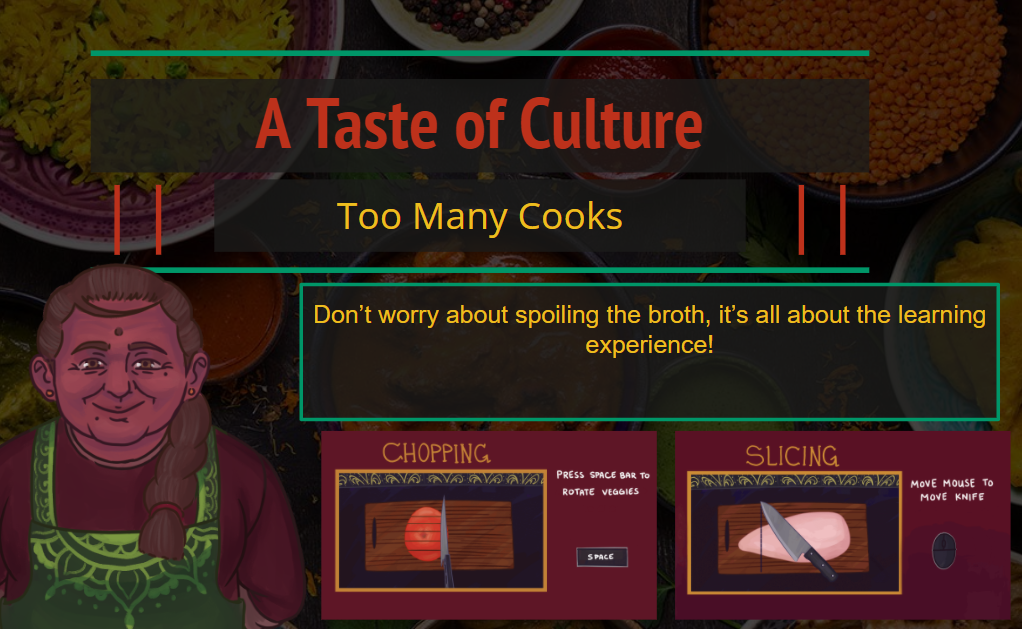 A Taste of Culture
Too Many Cooks
Don’t worry about spoiling the broth, it’s all about the learning
experience!
CHOPPING
PRESS SPACE BAR TO
ROTATE VEGGIES
SPACE
SLICING
MOVE MOUSE TO
MOVE KNIFE